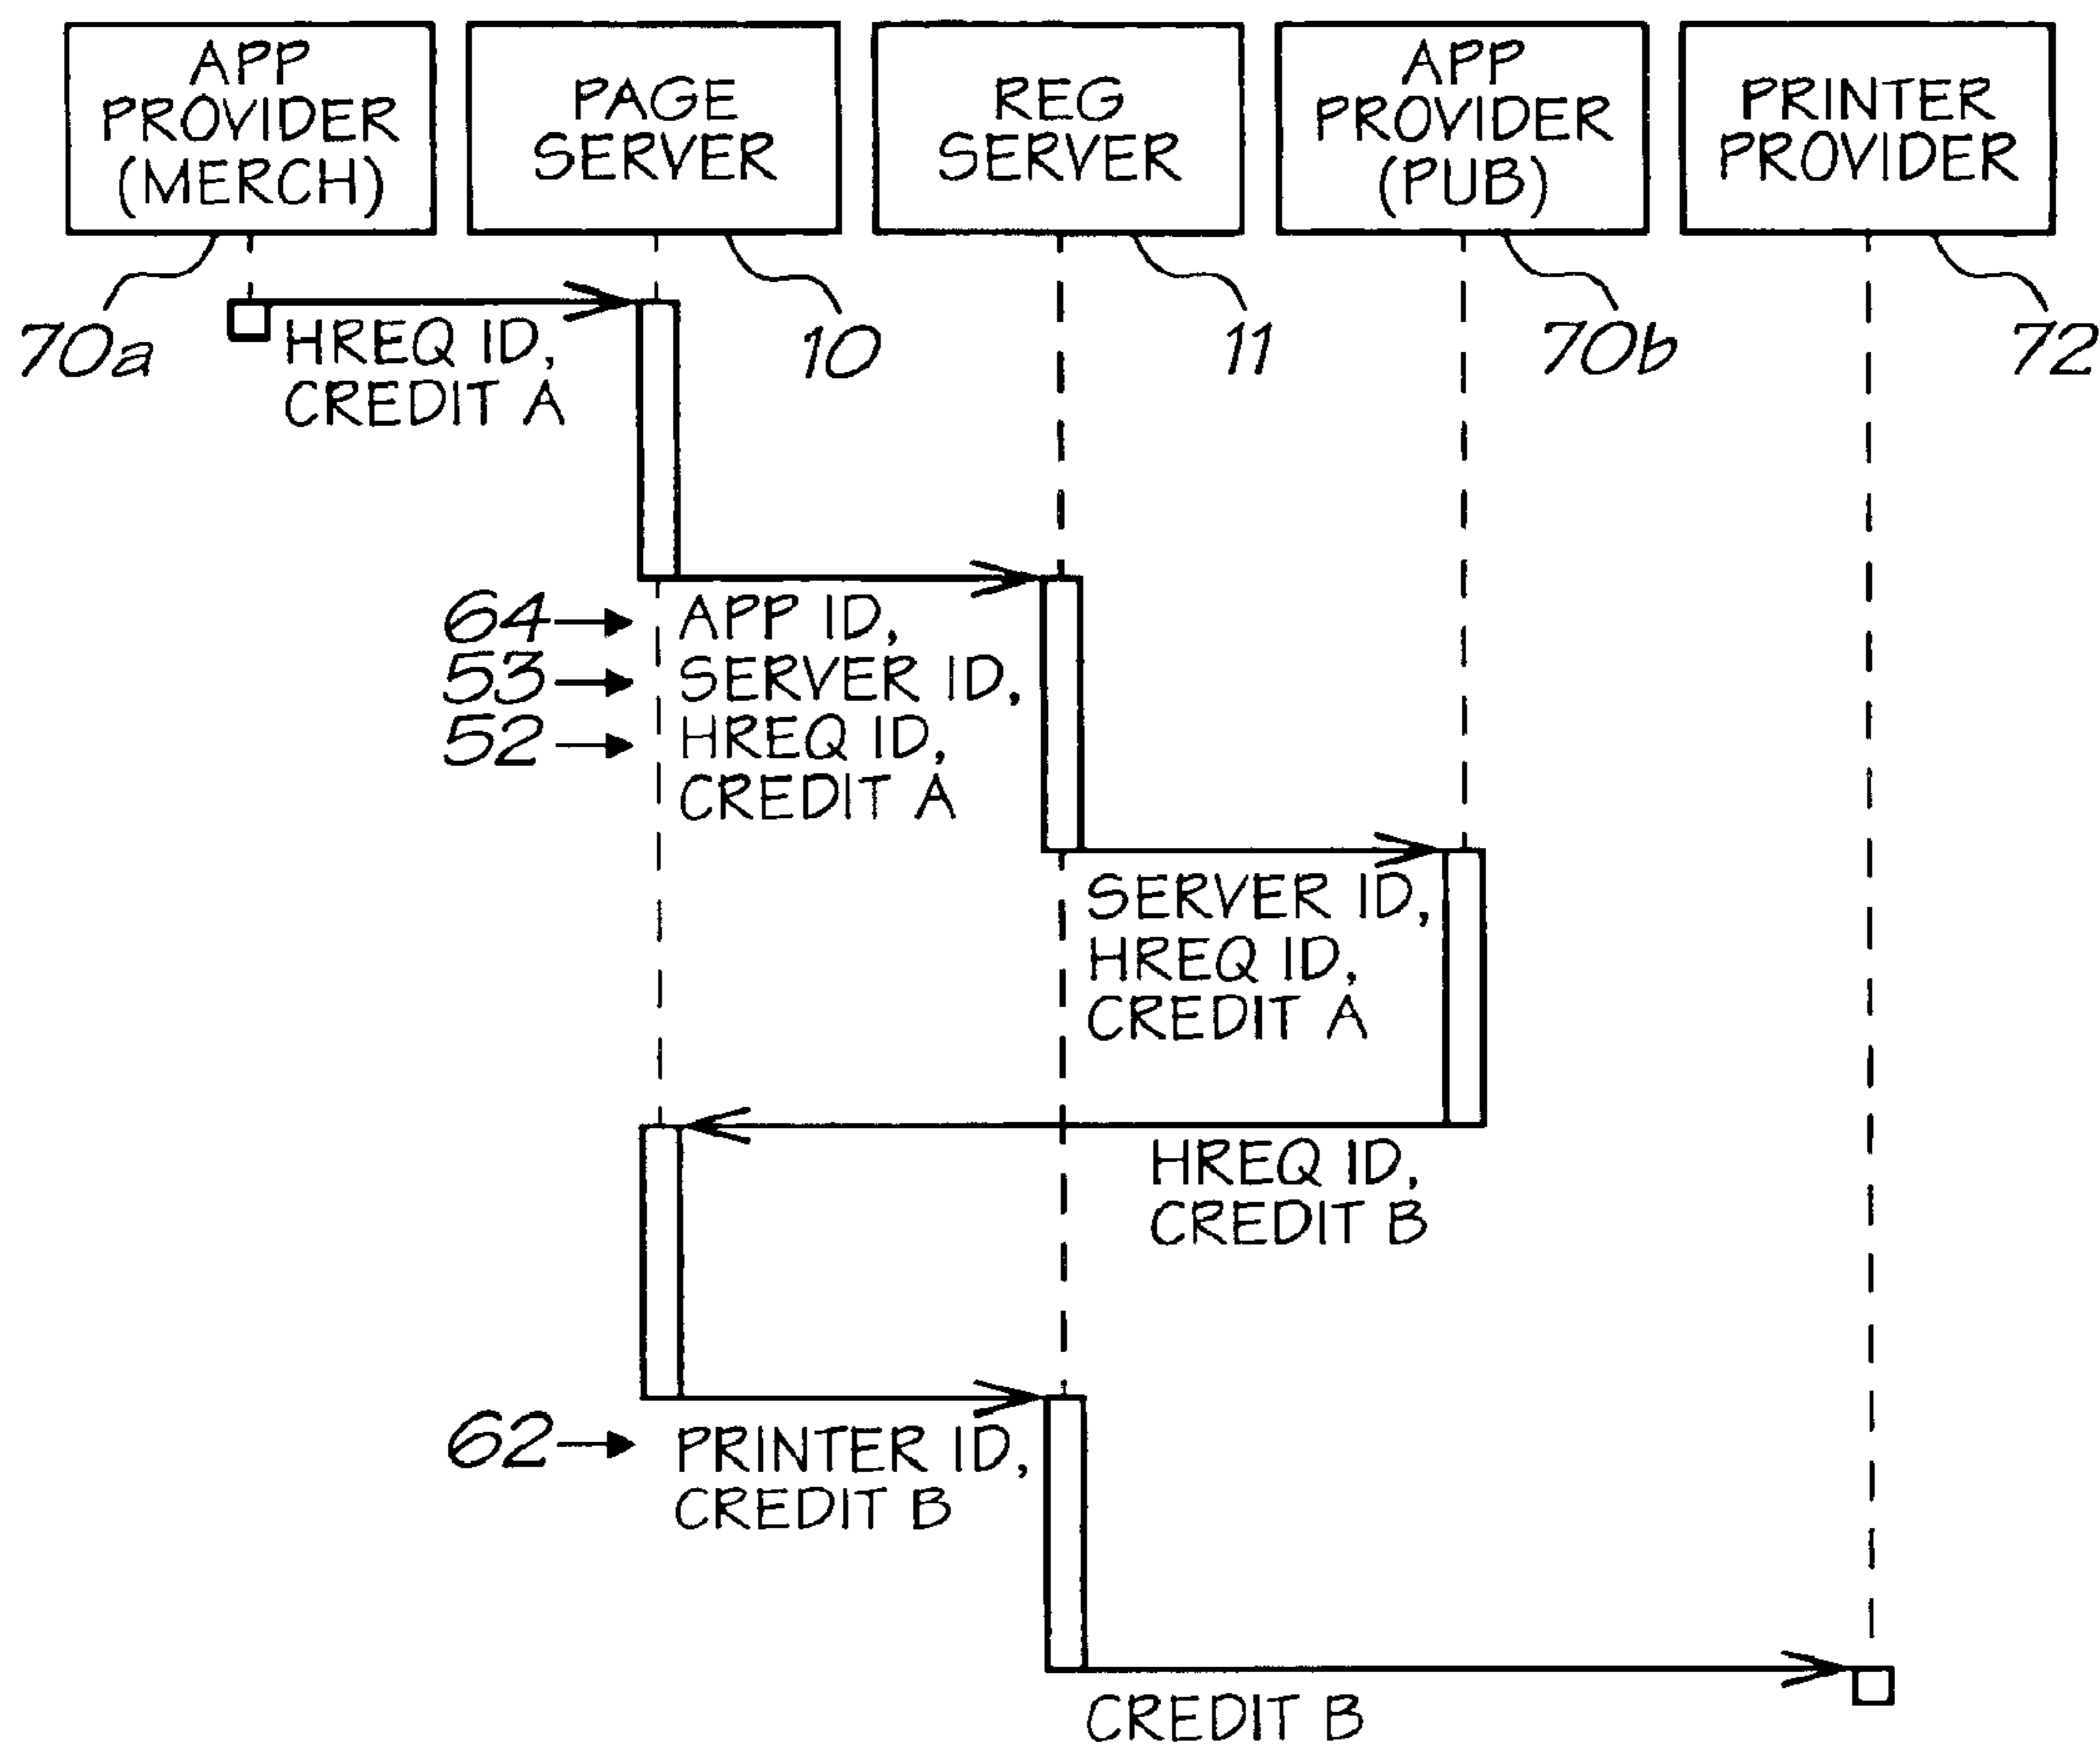 APP
PROVIDER
(MERCH)
PAGE
SERVER
REG
SERVER
APP
PROVIDER
(PUB)
PRINTER
PROVIDER
70a
10
11
70b
72
HREQ ID,
CREDIT A
64
APP ID,
53
SERVER ID,
52
HREQ ID,
CREDIT A
SERVER ID,
HREQ ID,
CREDIT A
HREQ ID,
CREDIT B
62
PRINTER ID,
CREDIT B
CREDIT B